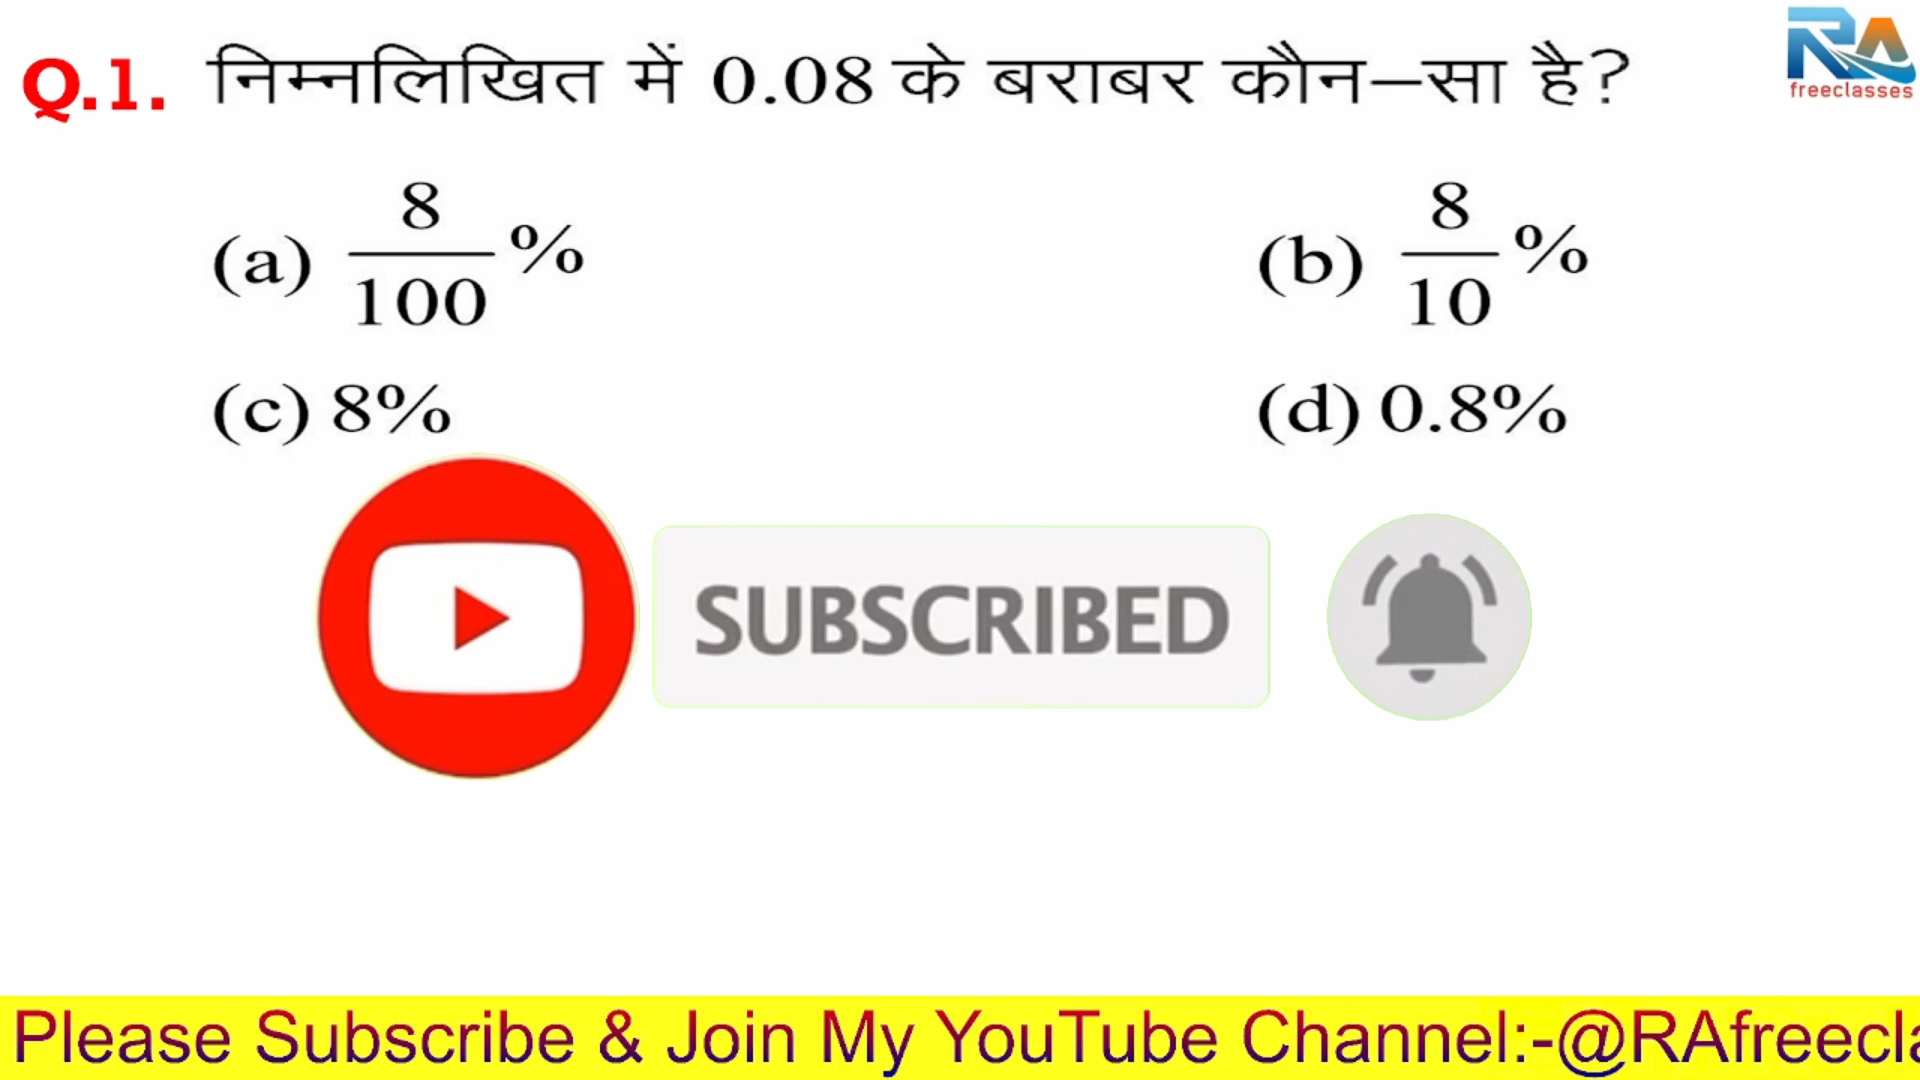 Q.1. निम्नलिखित में 0.08 के बराबर कौन–सा है?
RA
freeclasses
(a) 8/100 %
(b) 8/10 %
(c) 8%
(d) 0.8%
SUBSCRIBED
Please Subscribe & Join My YouTube Channel:-@RAfreecla